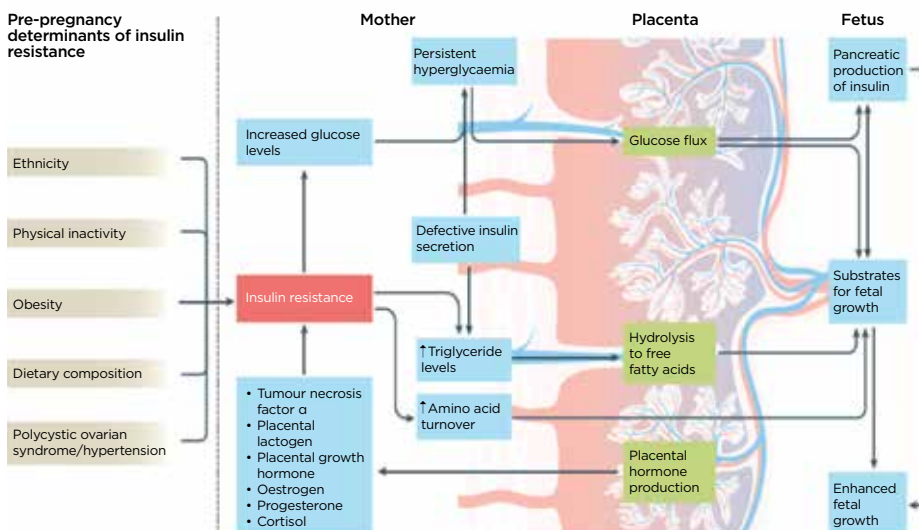 Pre-pregnancy
determinants of insulin
resistance
Mother
Placenta
Fetus
Ethnicity
Physical inactivity
Obesity
Dietary composition
Polycystic ovarian
syndrome/hypertension
Increased glucose
levels
Insulin resistance
• Tumour necrosis
factor α
• Placental
lactogen
• Placental growth
hormone
• Oestrogen
• Progesterone
• Cortisol
Persistent
hyperglycaemia
Defective insulin
secretion
↑Triglyceride
levels
↑Amino acid
turnover
Glucose flux
Hydrolysis
to free
fatty acids
Placental
hormone
production
Pancreatic
production
of insulin
Substrates
for fetal
growth
Enhanced
fetal
growth